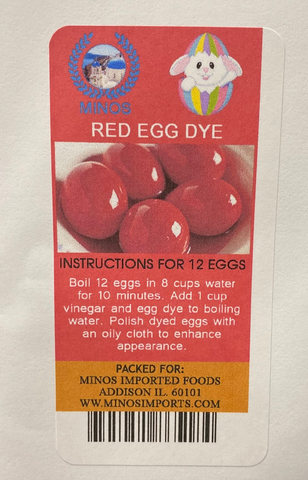 MINOS
RED EGG DYE
INSTRUCTIONS FOR 12 EGGS
Boil 12 eggs in 8 cups water
for 10 minutes. Add 1 cup
vinegar and egg dye to boiling
water. Polish dyed eggs with
an oily cloth to enhance
appearance.
PACKED FOR:
MINOS IMPORTED FOODS
ADDISON IL. 60101
WWW.MINOSIMPORTS.COM